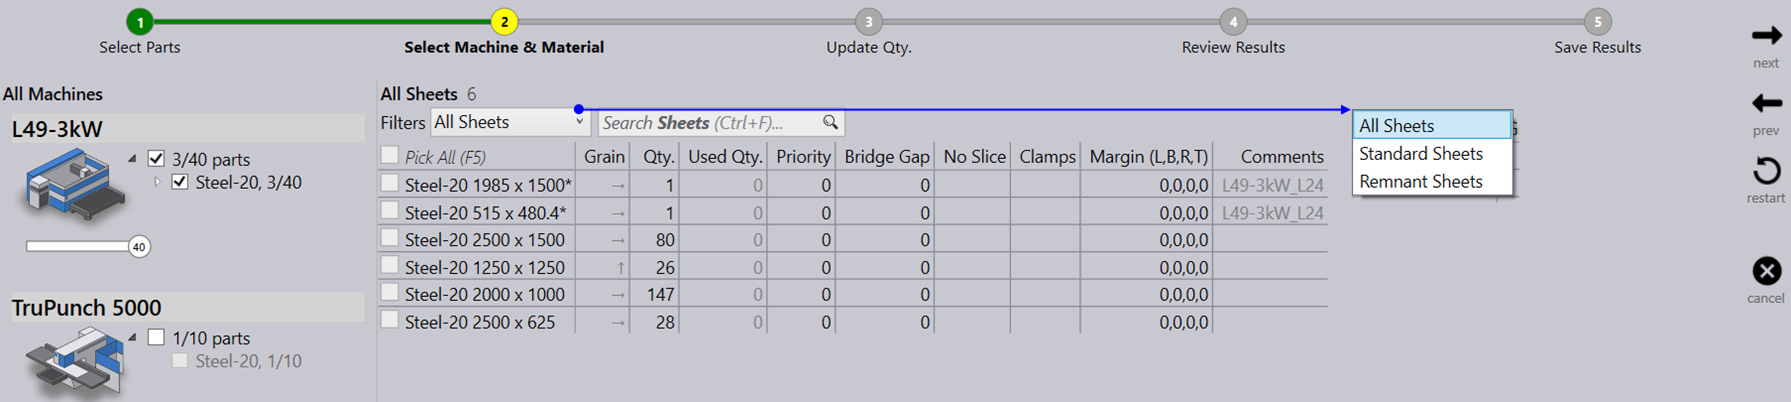 1 2 3 4 5
Select Parts Select Machine & Material Update Qty. Review Results Save Results
next
prev
restart
cancel
All Machines
L49-3kW
3/40 parts
Steel-20, 3/40
40
TruPunch 5000
1/10 parts
Steel-20, 1/10
All Sheets 6
Filters All Sheets Search Sheets (Ctrl+F)...
Pick All (F5) Grain Qty. Used Qty. Priority Bridge Gap No Slice Clamps Margin (L,B,R,T) Comments
Steel-20 1985 x 1500* → 1 0 0 0 0,0,0,0 L49-3kW_L24
Steel-20 515 x 480.4* → 1 0 0 0 0,0,0,0 L49-3kW_L24
Steel-20 2500 x 1500 → 80 0 0 0 0,0,0,0
Steel-20 1250 x 1250 ↑ 26 0 0 0 0,0,0,0
Steel-20 2000 x 1000 → 147 0 0 0 0,0,0,0
Steel-20 2500 x 625 → 28 0 0 0 0,0,0,0
All Sheets
Standard Sheets
Remnant Sheets